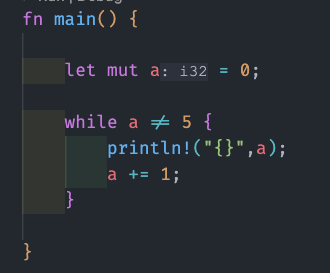 fn main() {
let mut a: i32 = 0;
while a ≠ 5 {
println!("{}",a);
a += 1;
}
}